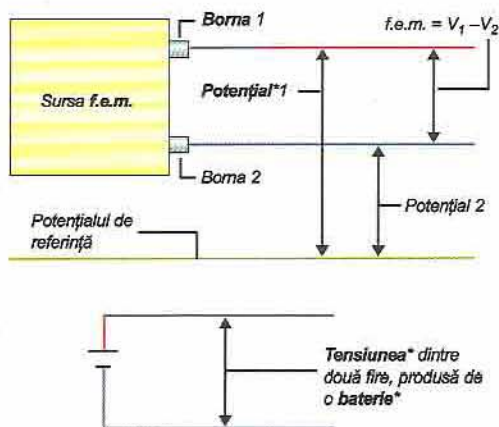 Borna 1
f.e.m. = V₁ –V₂
Sursa f.e.m.
Potențial*1
Borna 2
Potențial 2
Potențialul de
referință
Tensiunea* dintre
două fire, produsă de
o baterie*